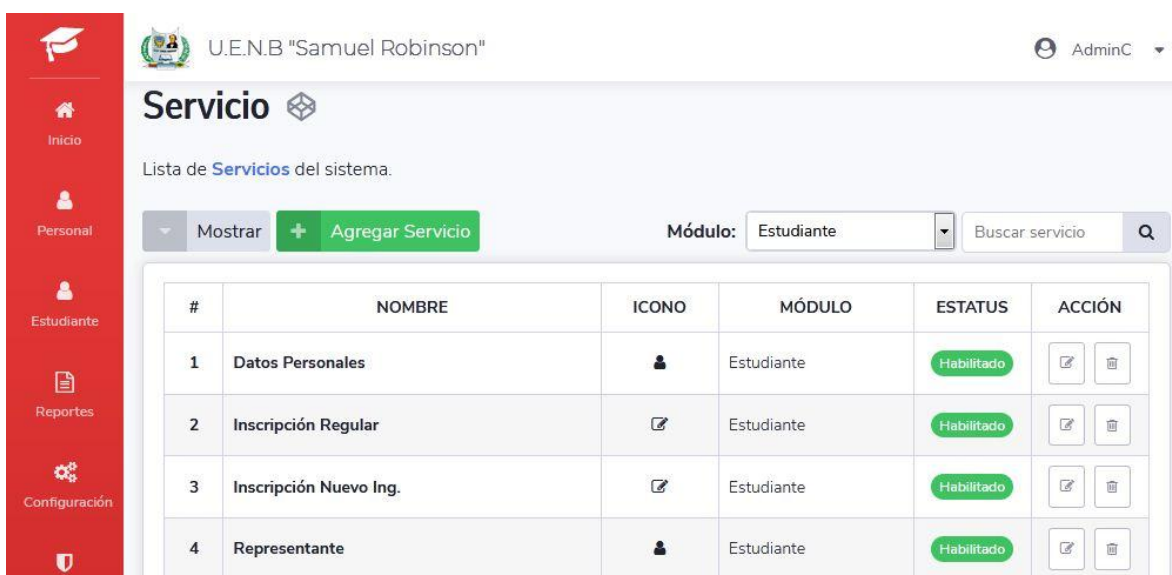 U.E.N.B "Samuel Robinson"
AdminC
Inicio
Personal
Estudiante
Reportes
Configuración
Servicio
Lista de Servicios del sistema.
Mostrar
Agregar Servicio
Módulo: Estudiante
Buscar servicio
# NOMBRE ICONO MÓDULO ESTATUS ACCIÓN
1 Datos Personales Estudiante Habilitado
2 Inscripción Regular Estudiante Habilitado
3 Inscripción Nuevo Ing. Estudiante Habilitado
4 Representante Estudiante Habilitado